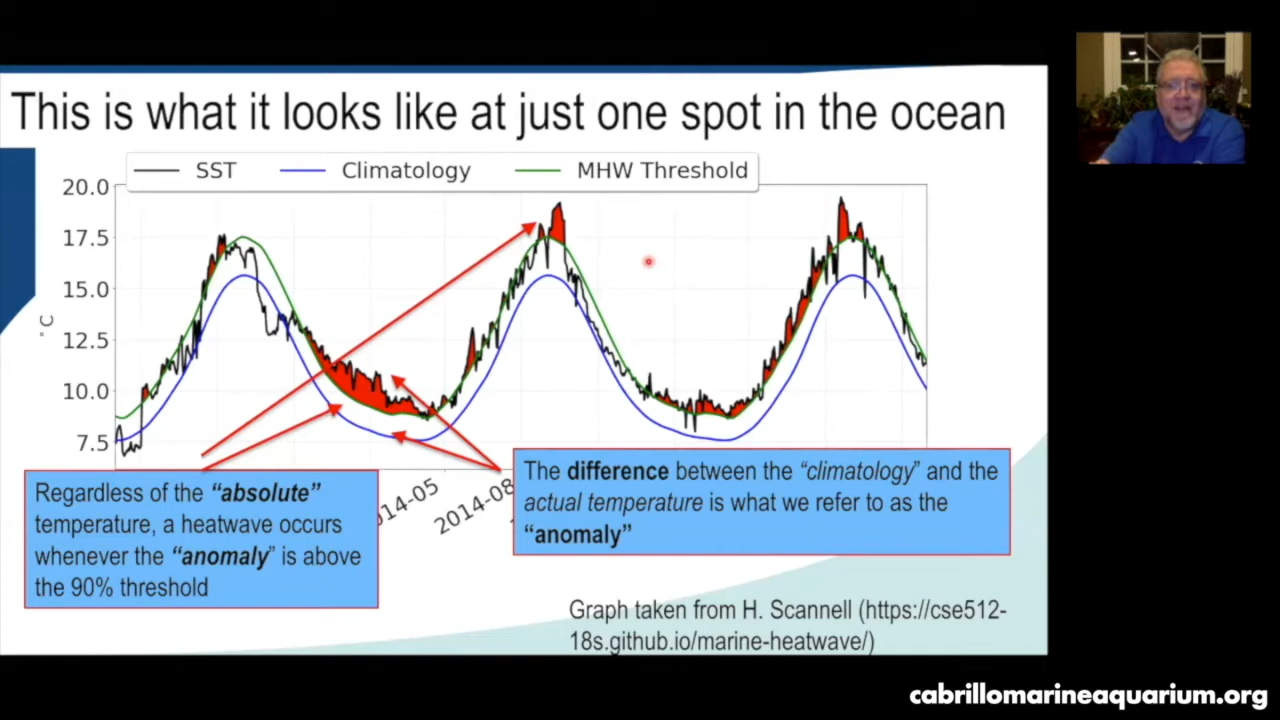 This is what it looks like at just one spot in the ocean
SST Climatology MHW Threshold
20.0
17.5
15.0
12.5
10.0
7.5
°C
2014-08
Regardless of the “absolute”
temperature, a heatwave occurs
whenever the “anomaly” is above
the 90% threshold
The difference between the “climatology” and the
actual temperature is what we refer to as the
“anomaly”
Graph taken from H. Scannell (https://cse512-
18s.github.io/marine-heatwave/)
cabrillomarineaquarium.org